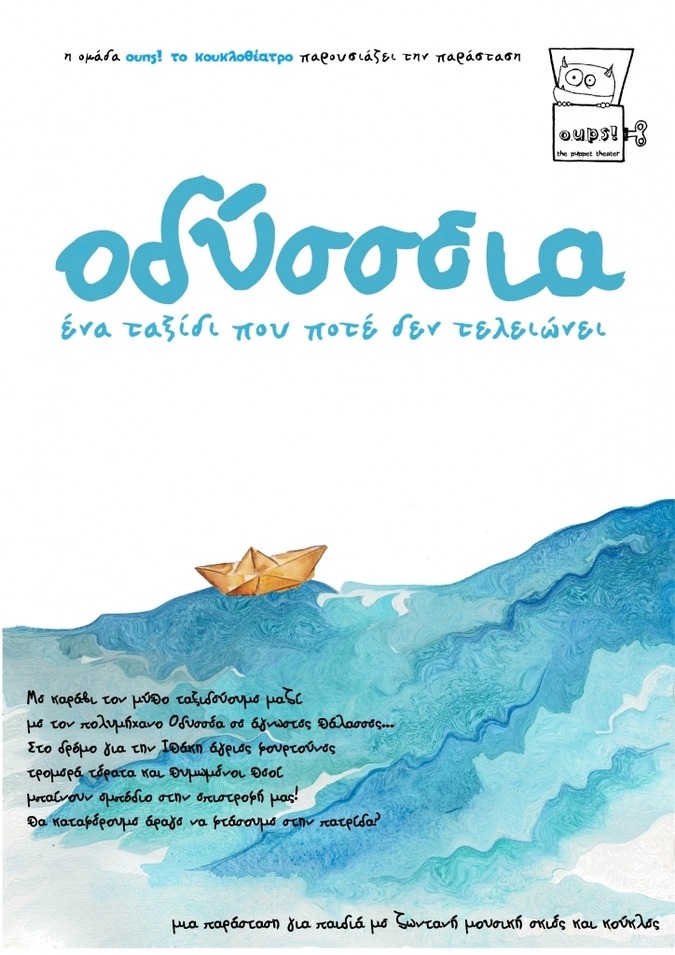 η ομάδα ουπς! το κουκλοθέατρο παρουσιάζει την παράσταση
oups!
the puppet theater
οδύσσεια
ένα ταξίδι που ποτέ δεν τελειώνει
Με καράβι τον μύθο ταξιδεύουμε μαζί
με τον πολυμήχανο Οδυσσέα σε άγνωστες θάλασσες...
Στο δρόμο για την Ιθάκη άγριες φουρτούνες
τρομερά τέρατα και θυμωμένοι θεοί
μπαίνουν εμπόδιο στην επιστροφή μας!
Θα καταφέρουμε άραγε να φτάσουμε στην πατρίδα?
μια παράσταση για παιδιά με ζωντανή μουσική σκιές και κούκλες